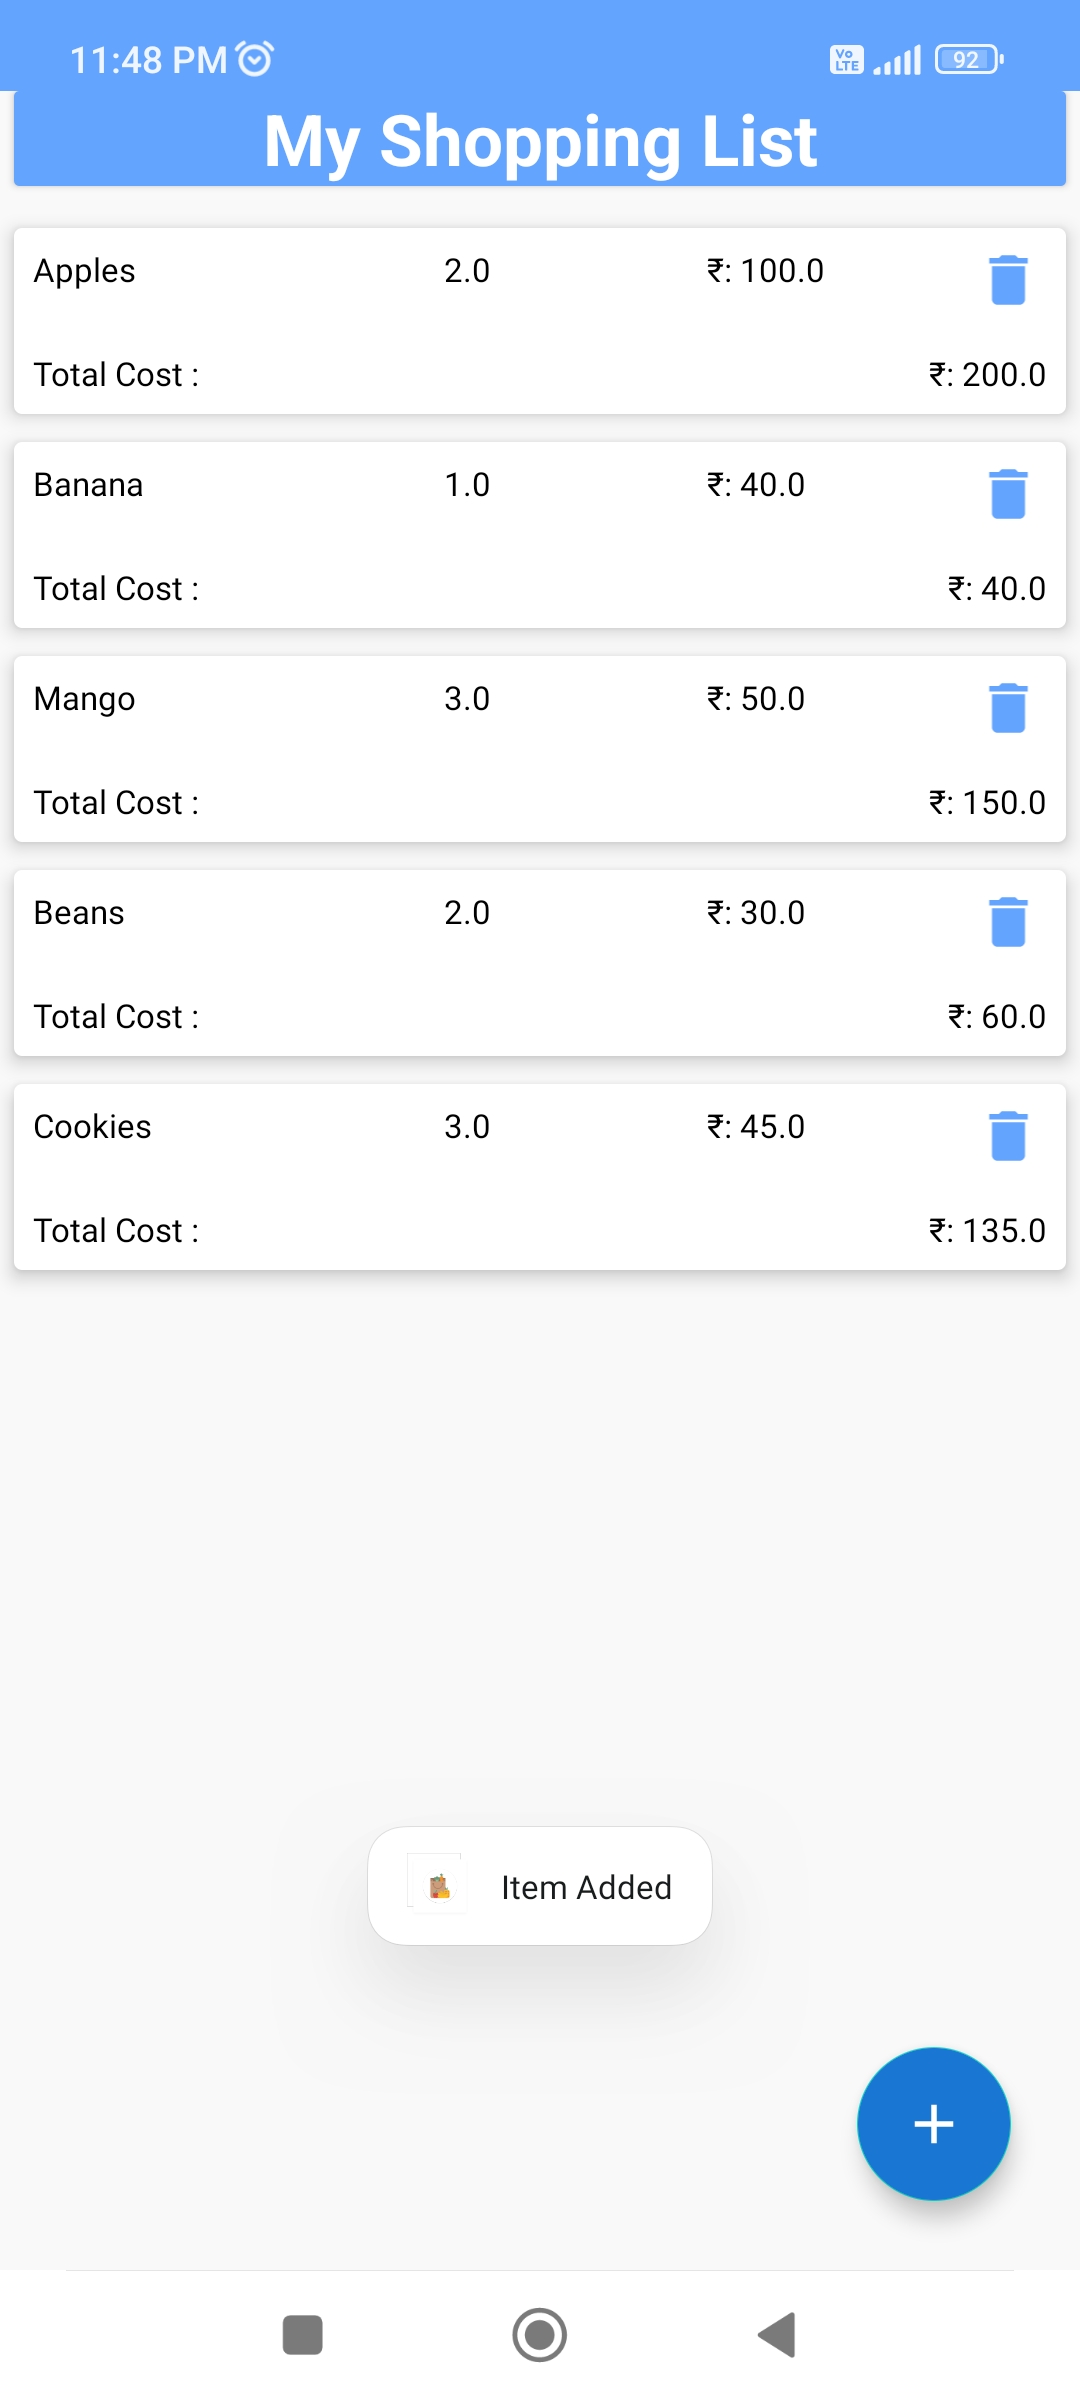 11:48 PM VoLTE 92
My Shopping List
Apples 2.0 ₹: 100.0
Total Cost : ₹: 200.0
Banana 1.0 ₹: 40.0
Total Cost : ₹: 40.0
Mango 3.0 ₹: 50.0
Total Cost : ₹: 150.0
Beans 2.0 ₹: 30.0
Total Cost : ₹: 60.0
Cookies 3.0 ₹: 45.0
Total Cost : ₹: 135.0
Item Added